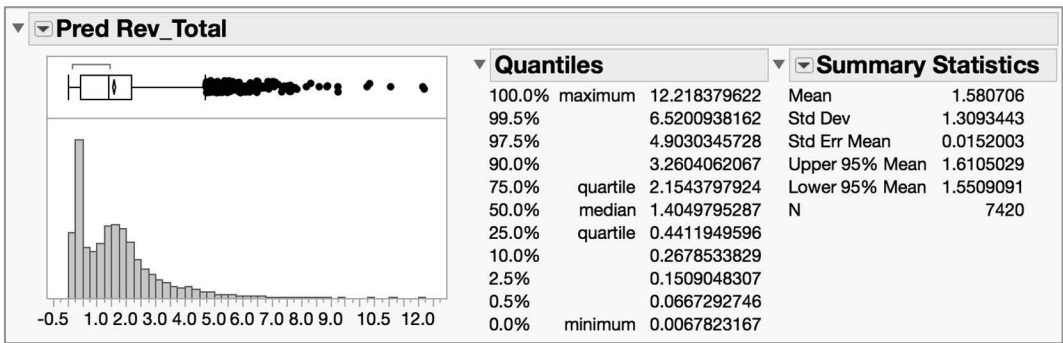 Pred Rev_Total
-0.5 1.0 2.0 3.0 4.0 5.0 6.0 7.0 8.0 9.0 10.5 12.0
Quantiles
100.0% maximum 12.218379622
99.5% 6.5200938162
97.5% 4.9030345728
90.0% 3.2604062067
75.0% quartile 2.1543797924
50.0% median 1.4049795287
25.0% quartile 0.4411949596
10.0% 0.2678533829
2.5% 0.1509048307
0.5% 0.0667292746
0.0% minimum 0.0067823167
Summary Statistics
Mean 1.580706
Std Dev 1.3093443
Std Err Mean 0.0152003
Upper 95% Mean 1.6105029
Lower 95% Mean 1.5509091
N 7420